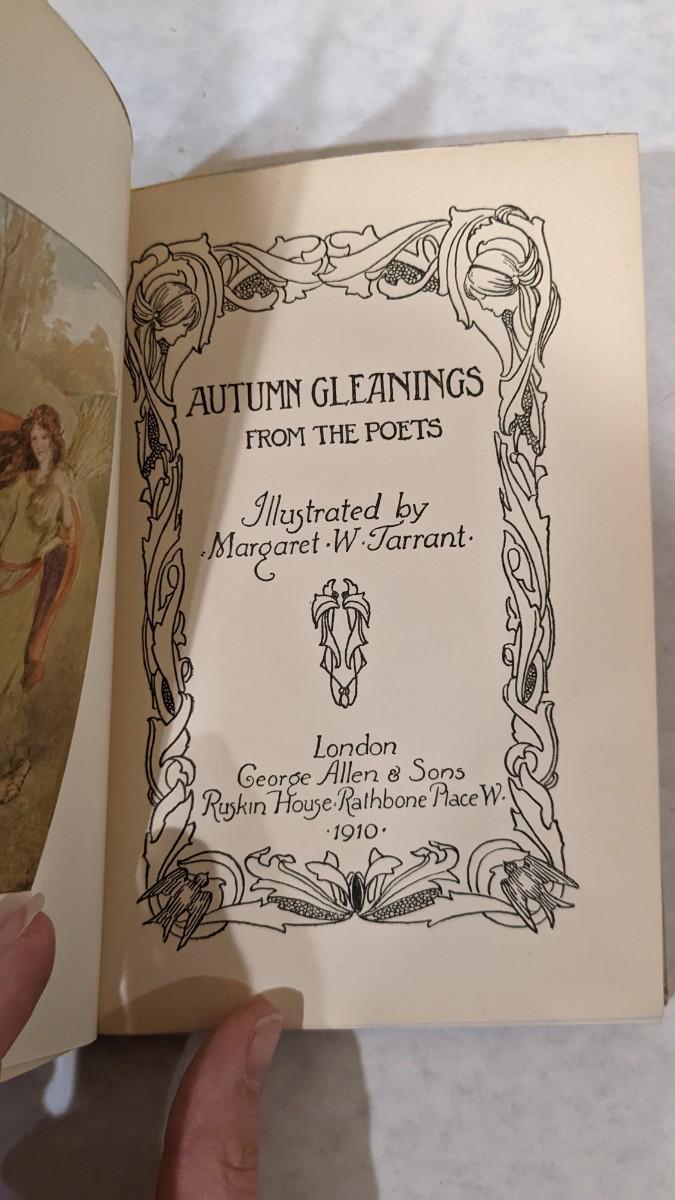 AUTUMN GLEANINGS
FROM THE POETS
Illustrated by
·Margaret·W·Tarrant·
London
George Allen & Sons
Ruskin House·Rathbone Place W·
·1910·